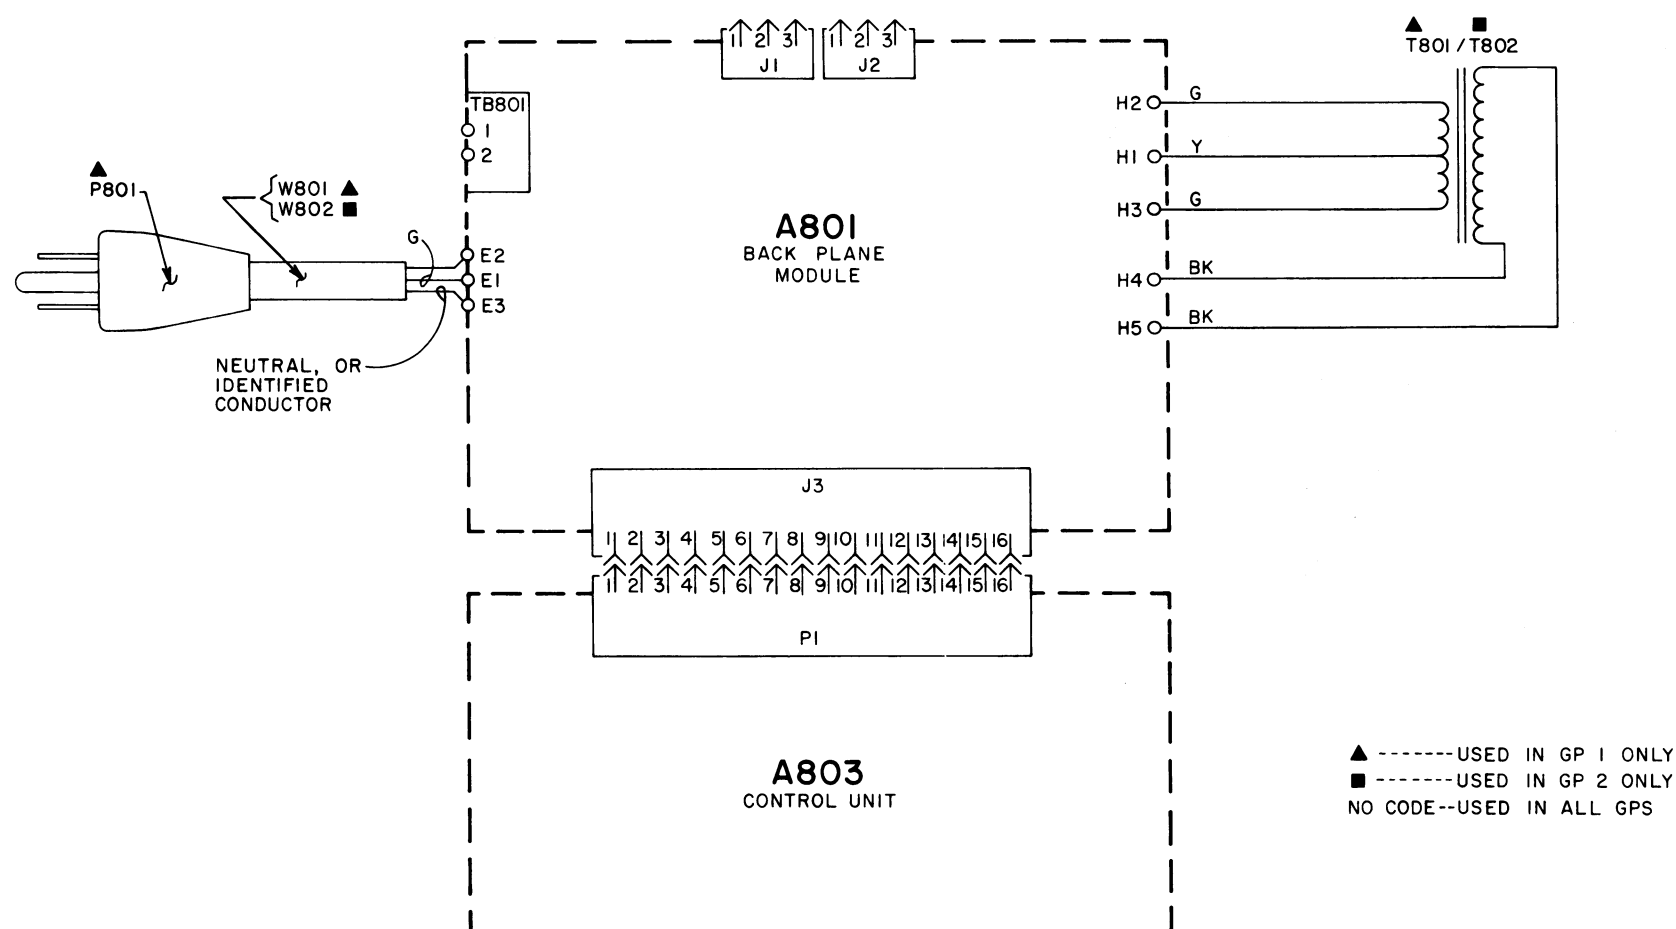 1 2 3
J1
1 2 3
J2
T801/T802
TB801
1
2
H2
G
H1
Y
H3
G
H4
BK
H5
BK
P801
W801
W802
G
E2
E1
E3
A801
BACK PLANE
MODULE
NEUTRAL, OR
IDENTIFIED
CONDUCTOR
J3
1 2 3 4 5 6 7 8 9 10 11 12 13 14 15 16
1 2 3 4 5 6 7 8 9 10 11 12 13 14 15 16
P1
A803
CONTROL UNIT
▲ -------USED IN GP 1 ONLY
■ -------USED IN GP 2 ONLY
NO CODE--USED IN ALL GPS